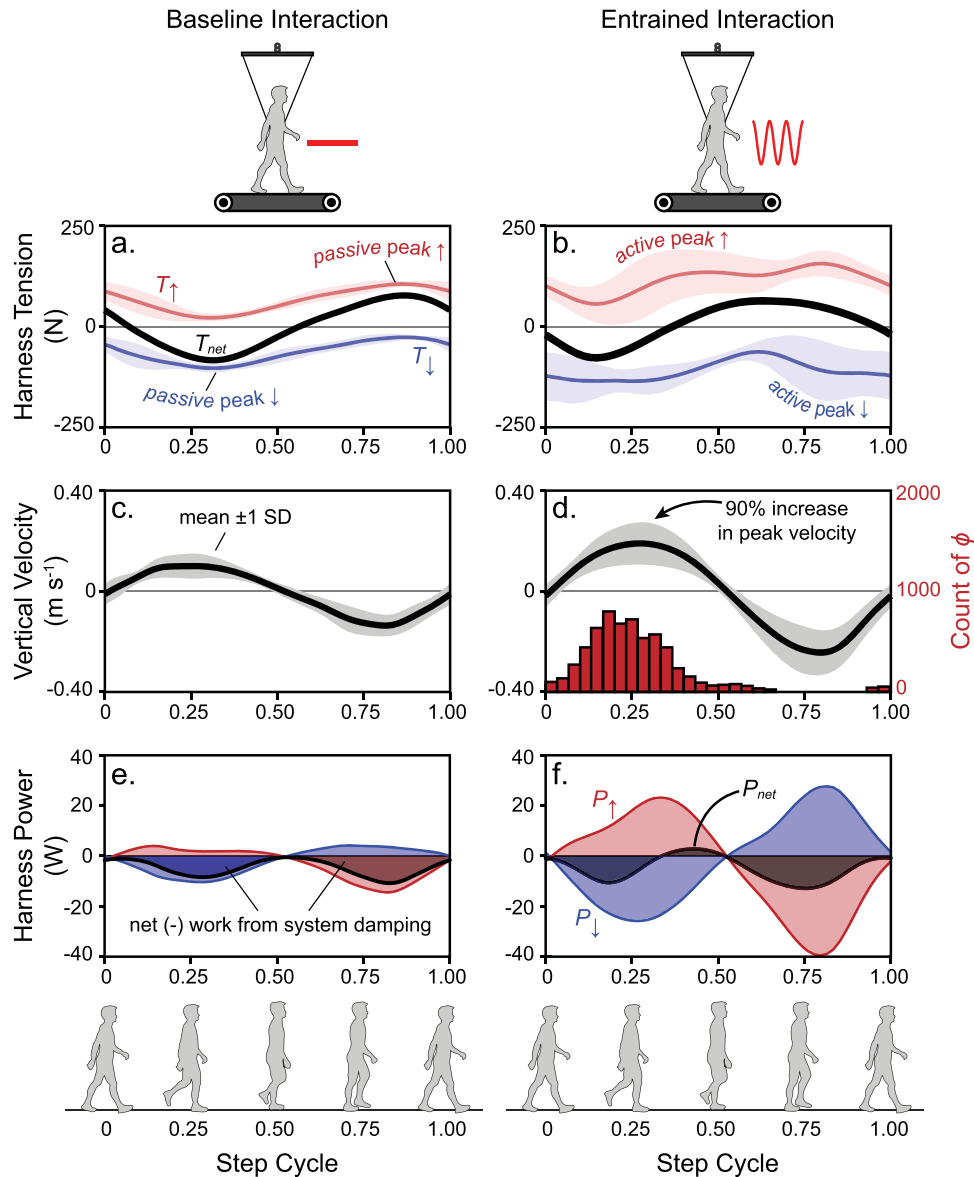 Baseline Interaction
Entrained Interaction
Harness Tension
(N)
250
0
-250
a.
T↑
passive peak ↑
Tnet
passive peak ↓
T↓
0
0.25
0.50
0.75
1.00
b.
active peak ↑
active peak ↓
0
0.25
0.50
0.75
1.00
Vertical Velocity
(m s⁻¹)
0.40
0
-0.40
c.
mean ±1 SD
0
0.25
0.50
0.75
1.00
0.40
0
-0.40
d.
90% increase
in peak velocity
2000
1000
0
Count of ϕ
0
0.25
0.50
0.75
1.00
Harness Power
(W)
40
20
0
-20
-40
e.
net (-) work from system damping
0
0.25
0.50
0.75
1.00
40
20
0
-20
-40
f.
P↑
Pnet
P↓
0
0.25
0.50
0.75
1.00
0
0.25
0.50
0.75
1.00
Step Cycle
0
0.25
0.50
0.75
1.00
Step Cycle
250
0
-250